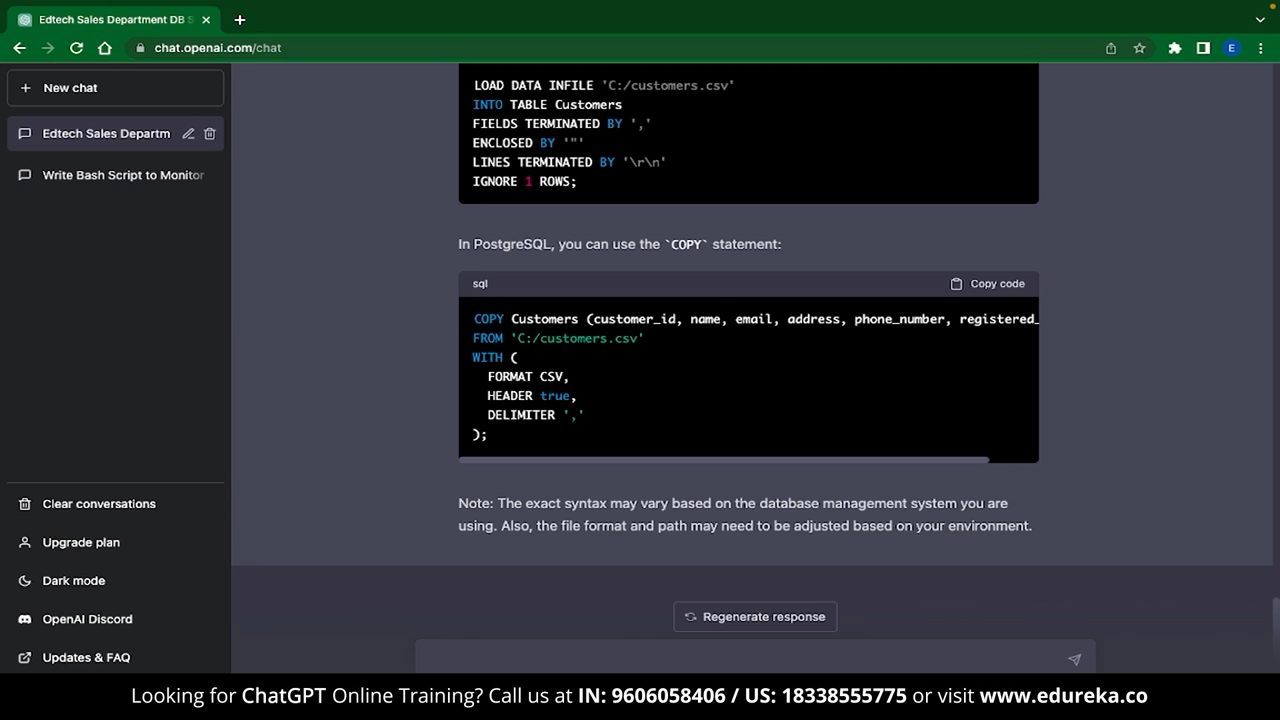 Edtech Sales Department DB S
chat.openai.com/chat
E
New chat
Edtech Sales Departm
Write Bash Script to Monitor
Clear conversations
Upgrade plan
Dark mode
OpenAI Discord
Updates & FAQ
LOAD DATA INFILE 'C:/customers.csv'
INTO TABLE Customers
FIELDS TERMINATED BY ','
ENCLOSED BY '"'
LINES TERMINATED BY '\r\n'
IGNORE 1 ROWS;
In PostgreSQL, you can use the `COPY` statement:
sql
Copy code
COPY Customers (customer_id, name, email, address, phone_number, registered_
FROM 'C:/customers.csv'
WITH (
FORMAT CSV,
HEADER true,
DELIMITER ','
);
Note: The exact syntax may vary based on the database management system you are
using. Also, the file format and path may need to be adjusted based on your environment.
Regenerate response
Looking for ChatGPT Online Training? Call us at IN: 9606058406 / US: 18338555775 or visit www.edureka.co